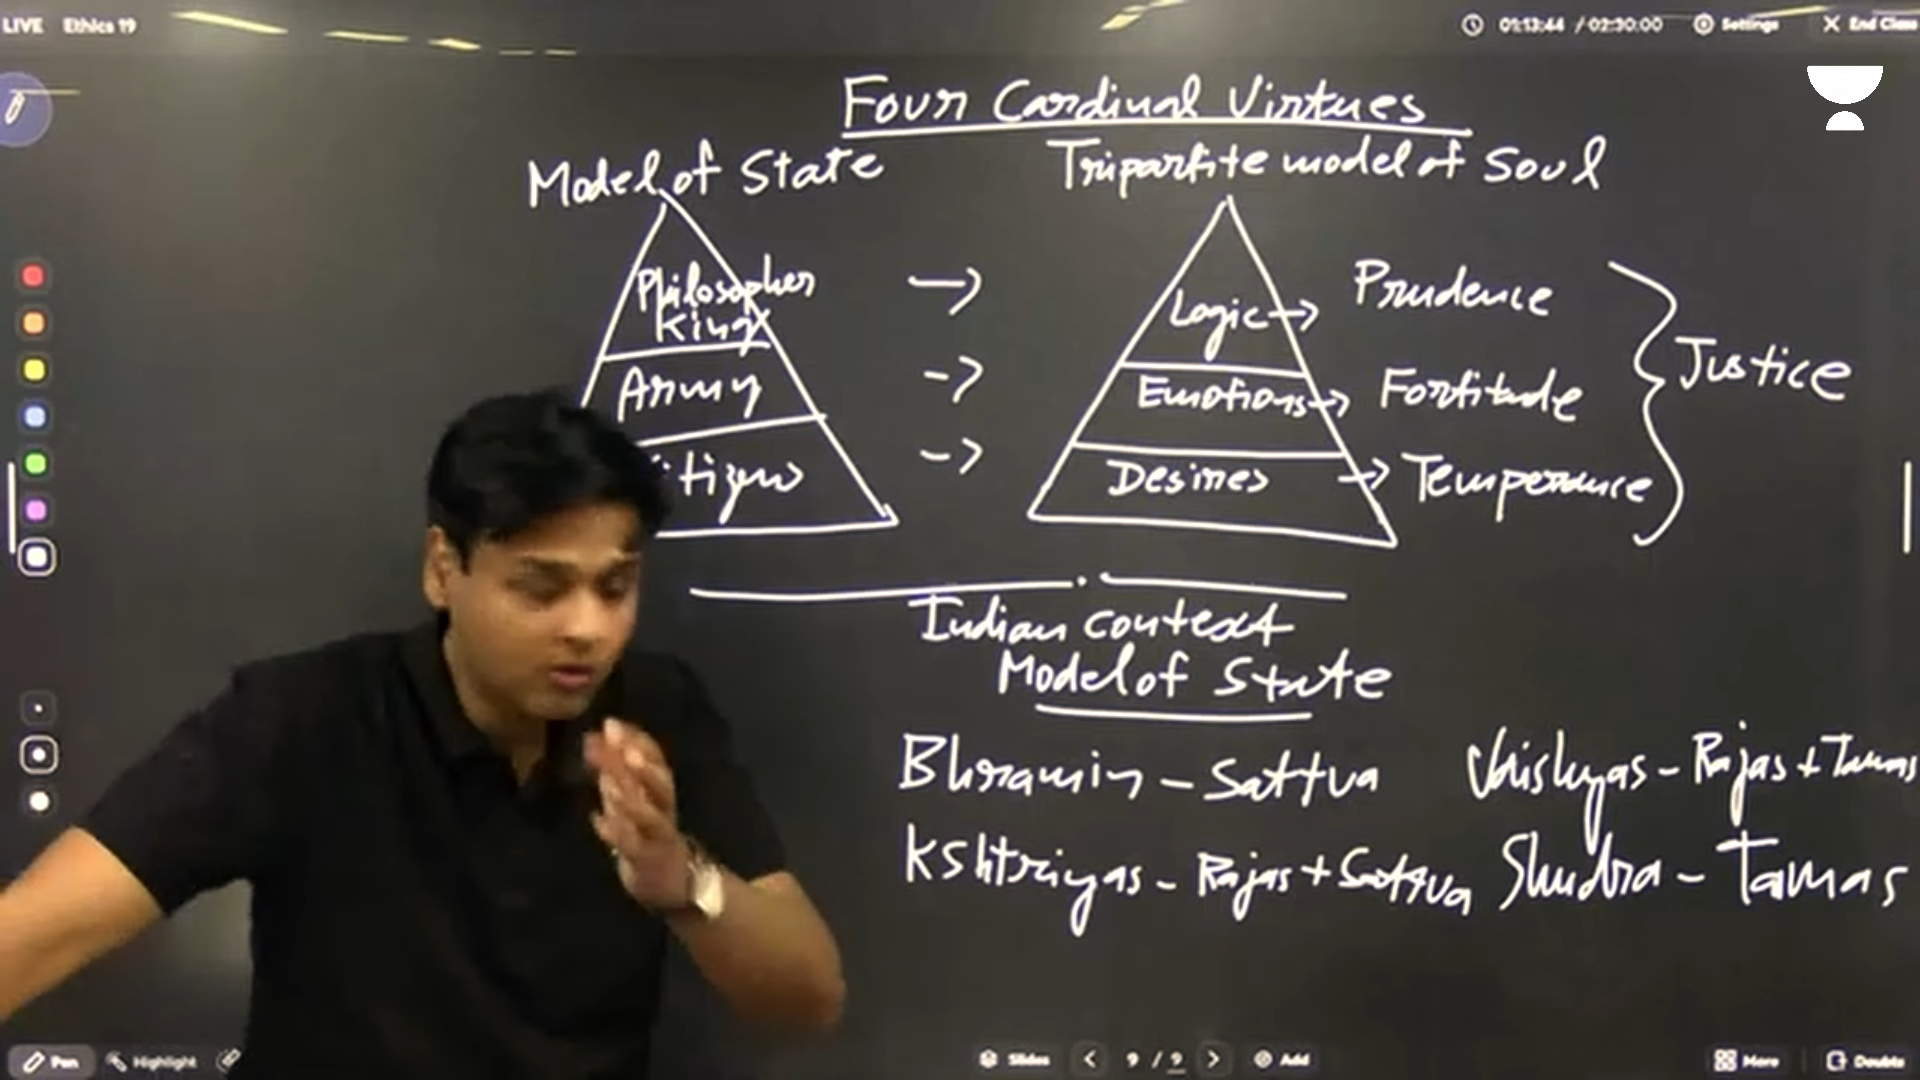 LIVE Ethics 19
01:13:44 / 02:30:00 Settings End Class
Four Cardinal Virtues
Model of State
Tripartite model of Soul
Philosopher
King
Army
Logic → Prudence
Emotions → Fortitude
Desires → Temperance
Justice
Indian context
Model of State
Bhramin - Sattva
Vaishyas - Rajas + Tamas
Kshtriyas - Rajas + Sattva
Shudra - Tamas
Pen Highlight
Slides 9 / 9 Add
More Doubts